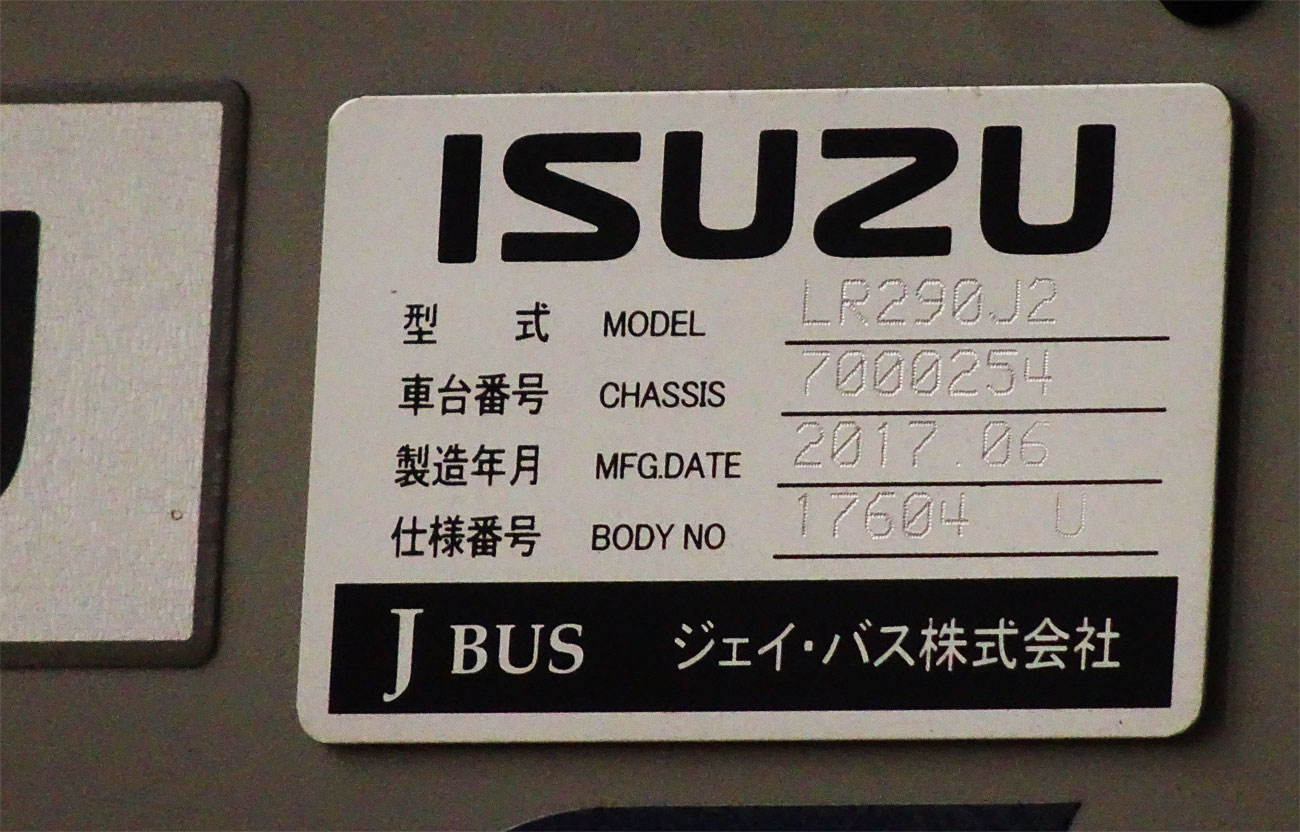 ISUZU
型 式 MODEL LR290J2
車台番号 CHASSIS 7000254
製造年月 MFG.DATE 2017.06
仕様番号 BODY NO 17604 U
J BUS ジェイ・バス株式会社